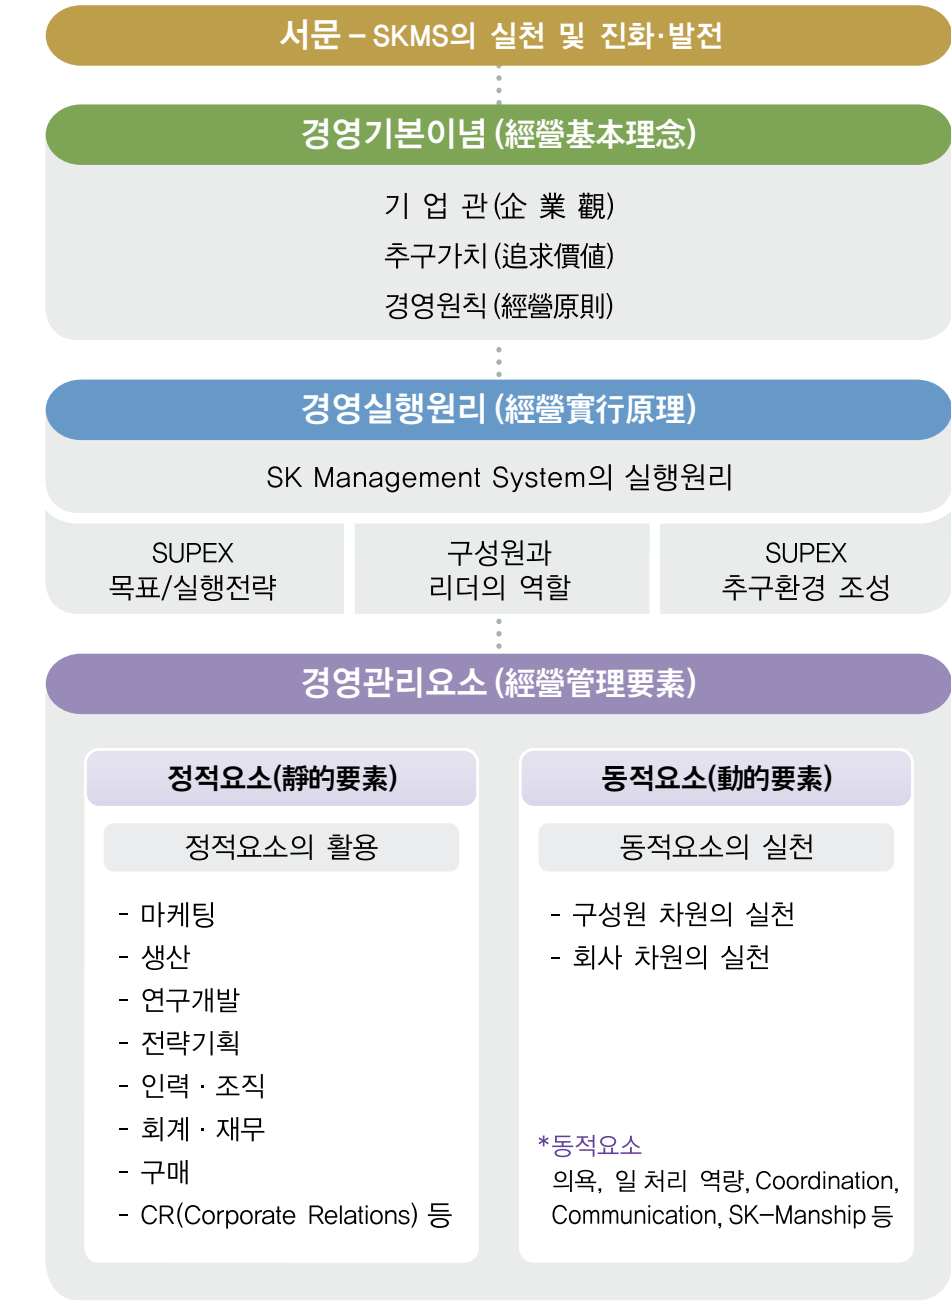 서문 – SKMS의 실천 및 진화·발전
경영기본이념 (經營基本理念)
기 업 관 (企 業 觀)
추구가치 (追求價値)
경영원칙 (經營原則)
경영실행원리 (經營實行原理)
SK Management System의 실행원리
SUPEX
목표/실행전략
구성원과
리더의 역할
SUPEX
추구환경 조성
경영관리요소 (經營管理要素)
정적요소(靜的要素)
정적요소의 활용
- 마케팅
- 생산
- 연구개발
- 전략기획
- 인력 · 조직
- 회계 · 재무
- 구매
- CR(Corporate Relations) 등
동적요소(動的要素)
동적요소의 실천
- 구성원 차원의 실천
- 회사 차원의 실천
*동적요소
의욕, 일 처리 역량, Coordination,
Communication, SK-Manship 등